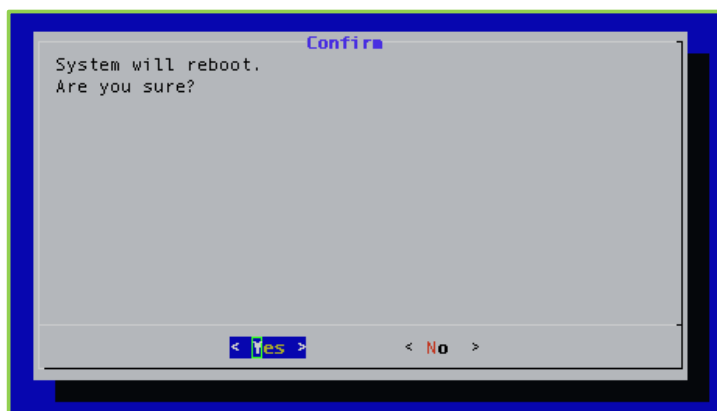 Confirm
System will reboot.
Are you sure?
< Yes > < No >